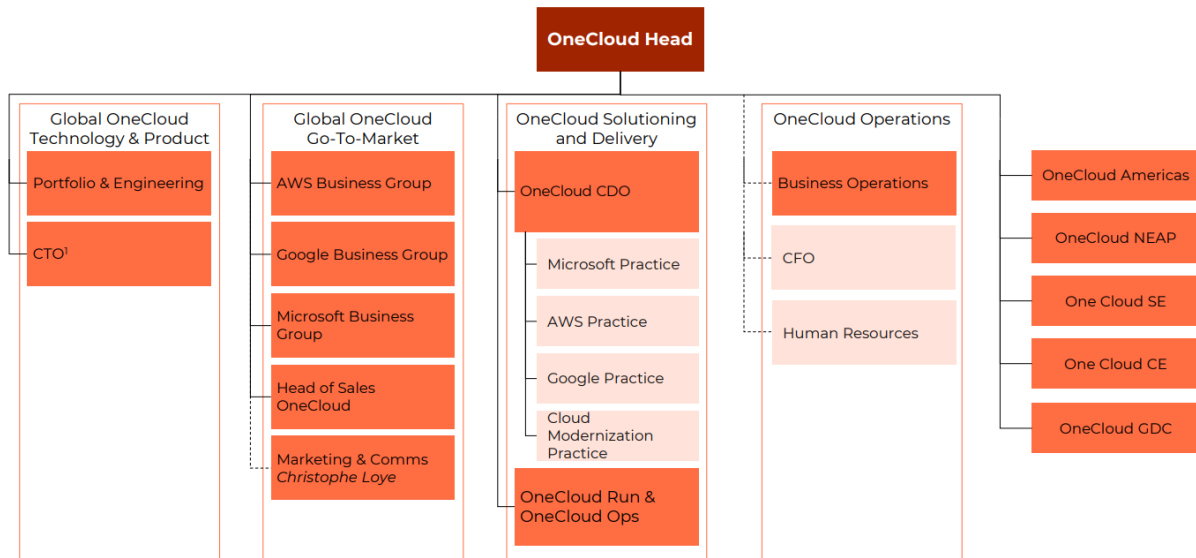 OneCloud Head
Global OneCloud
Technology & Product
Portfolio & Engineering
CTO¹
Global OneCloud
Go-To-Market
AWS Business Group
Google Business Group
Microsoft Business
Group
Head of Sales
OneCloud
Marketing & Comms
Christophe Loye
OneCloud Solutioning
and Delivery
OneCloud CDO
Microsoft Practice
AWS Practice
Google Practice
Cloud
Modernization
Practice
OneCloud Run &
OneCloud Ops
OneCloud Operations
Business Operations
CFO
Human Resources
OneCloud Americas
OneCloud NEAP
One Cloud SE
One Cloud CE
OneCloud GDC